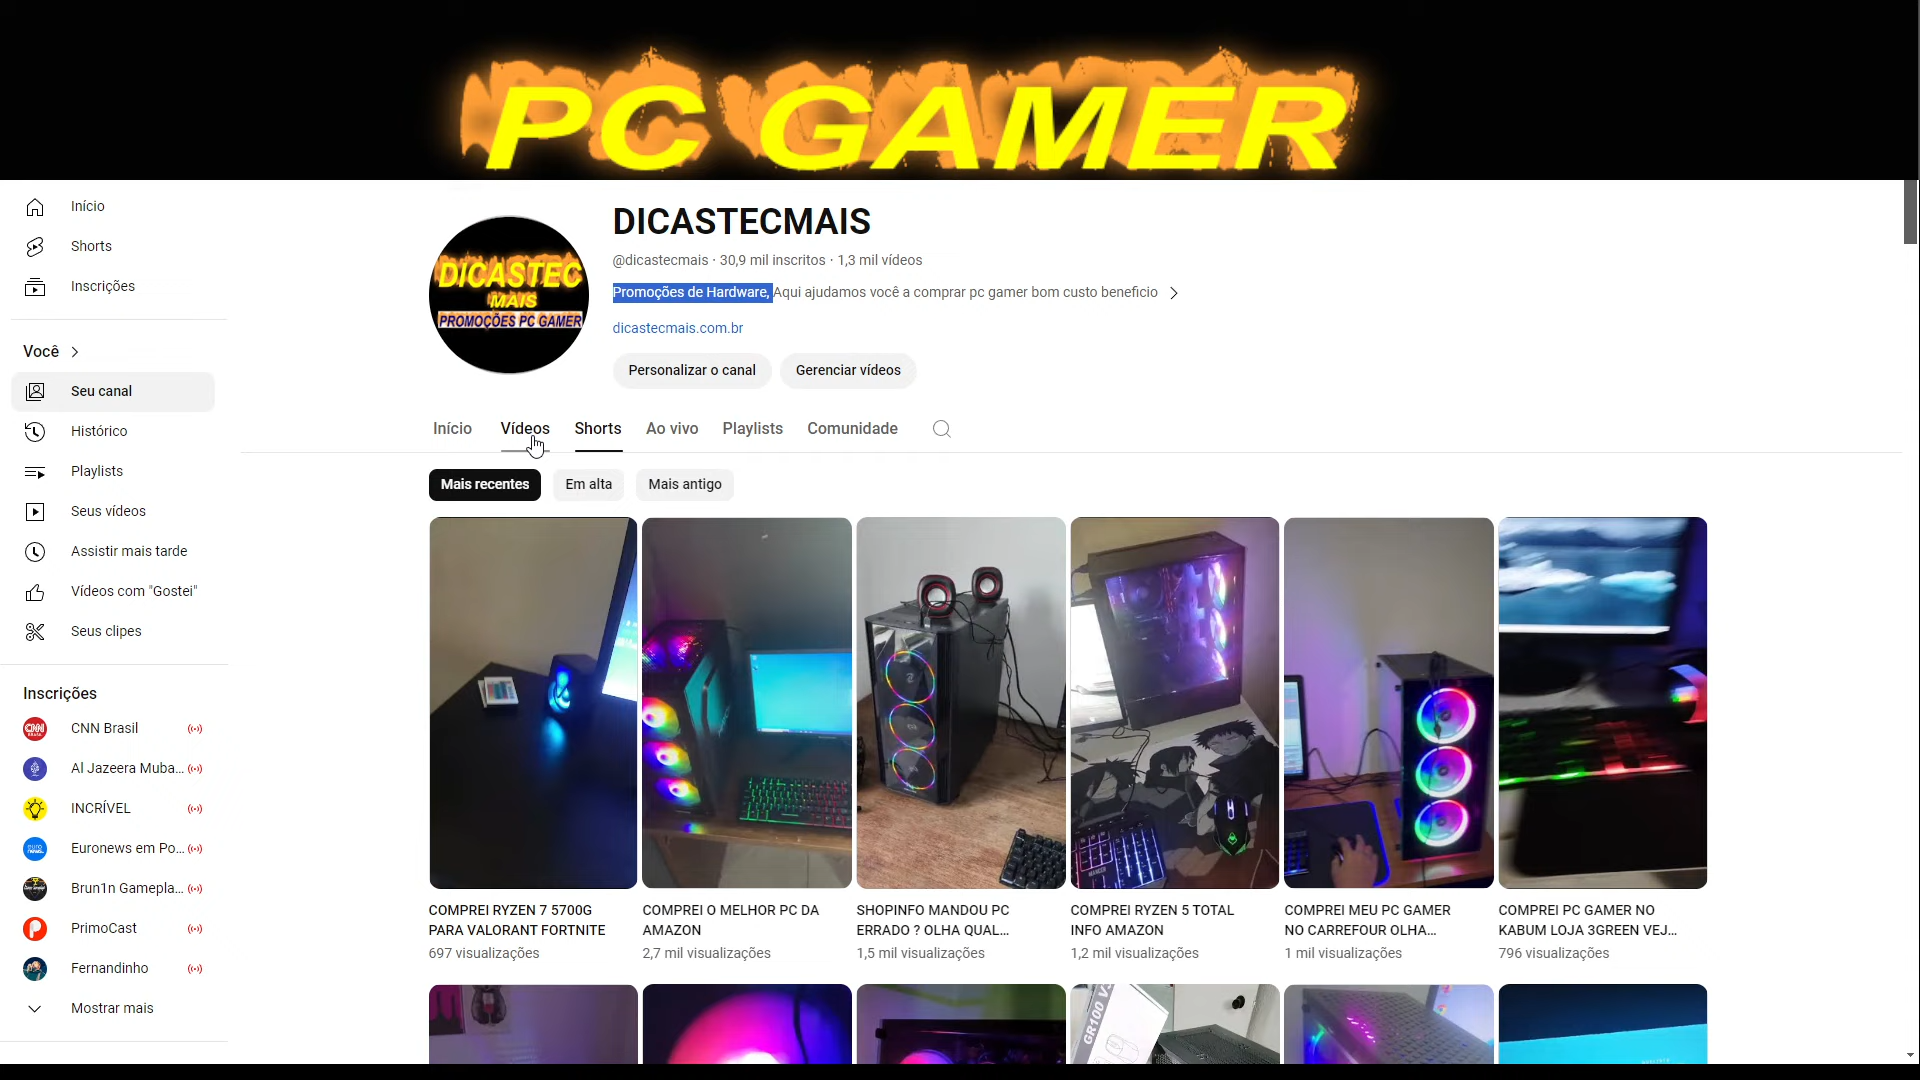 PC GAMER
Início
Shorts
Inscrições
Você
Seu canal
Histórico
Playlists
Seus vídeos
Assistir mais tarde
Vídeos com "Gostei"
Seus clipes
Inscrições
CNN Brasil
Al Jazeera Muba...
INCRÍVEL
Euronews em Po...
Brun1n Gamepla...
PrimoCast
Fernandinho
Mostrar mais
DICASTEC
MAIS
PROMOÇÕES PC GAMER
DICASTECMAIS
@dicastecmais · 30,9 mil inscritos · 1,3 mil vídeos
Promoções de Hardware, Aqui ajudamos você a comprar pc gamer bom custo beneficio
dicastecmais.com.br
Personalizar o canal Gerenciar vídeos
Início Vídeos Shorts Ao vivo Playlists Comunidade
Mais recentes Em alta Mais antigo
COMPREI RYZEN 7 5700G
PARA VALORANT FORTNITE
697 visualizações
COMPREI O MELHOR PC DA
AMAZON
2,7 mil visualizações
SHOPINFO MANDOU PC
ERRADO ? OLHA QUAL...
1,5 mil visualizações
COMPREI RYZEN 5 TOTAL
INFO AMAZON
1,2 mil visualizações
COMPREI MEU PC GAMER
NO CARREFOUR OLHA...
1 mil visualizações
COMPREI PC GAMER NO
KABUM LOJA 3GREEN VEJ...
796 visualizações
GR100 V3